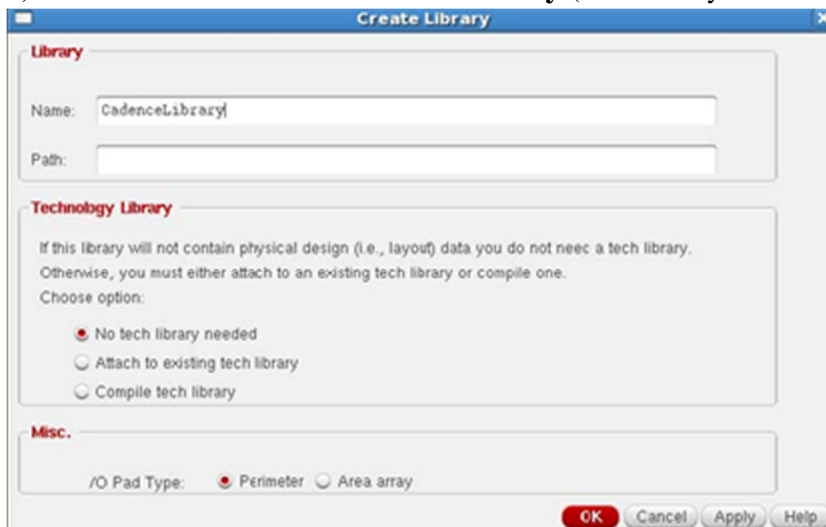 Create Library
Library
Name: CadenceLibrary
Path:
Technology Library
If this library will not contain physical design (i.e., layout) data you do not neec a tech library.
Otherwise, you must either attach to an existing tech library or compile one.
Choose option:
No tech library needed
Attach to existing tech library
Compile tech library
Misc.
/O Pad Type: Perimeter Area array
OK Cancel Apply Help